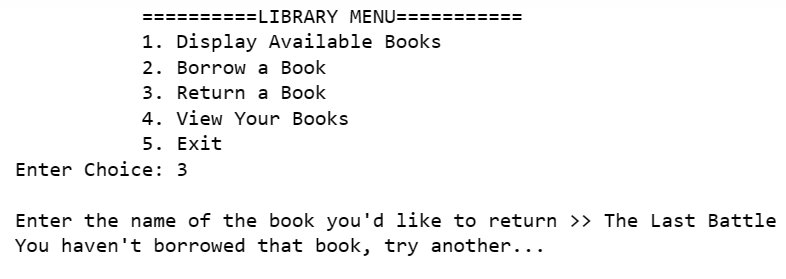 ==========LIBRARY MENU===========
1. Display Available Books
2. Borrow a Book
3. Return a Book
4. View Your Books
5. Exit
Enter Choice: 3
Enter the name of the book you'd like to return >> The Last Battle
You haven't borrowed that book, try another...